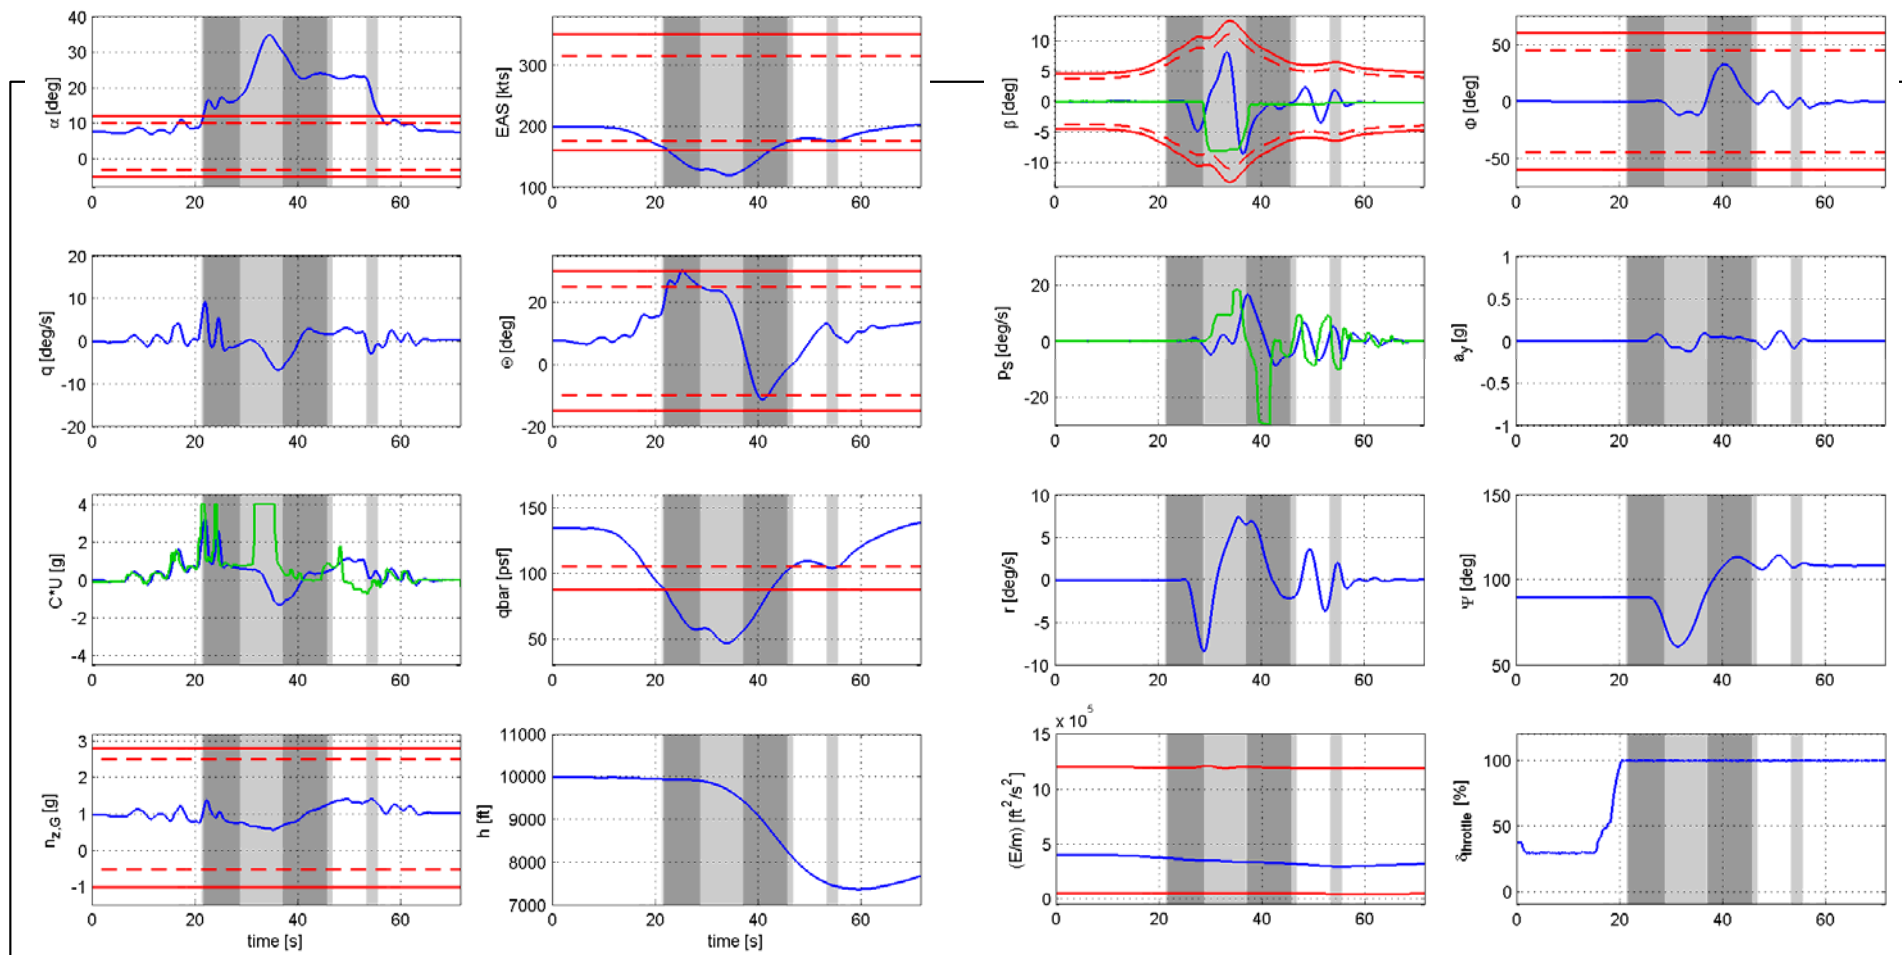 40
30
20
10
0
α [deg]
0 20 40 60
300
200
100
EAS [kts]
0 20 40 60
10
5
0
-5
-10
β [deg]
0 20 40 60
50
0
-50
Φ [deg]
0 20 40 60
20
10
0
-10
-20
q [deg/s]
0 20 40 60
20
0
-20
Θ [deg]
0 20 40 60
20
0
-20
pS [deg/s]
0 20 40 60
1
0.5
0
-0.5
-1
ay [g]
0 20 40 60
4
2
0
-2
-4
C*U [g]
0 20 40 60
150
100
50
qbar [psf]
0 20 40 60
10
5
0
-5
-10
r [deg/s]
0 20 40 60
150
100
50
Ψ [deg]
0 20 40 60
3
2
1
0
-1
nz,G [g]
0 20 40 60
time [s]
11000
10000
9000
8000
7000
h [ft]
0 20 40 60
time [s]
x 10^5
15
10
5
0
(E/m) [ft^2/s^2]
0 20 40 60
100
50
0
δthrottle [%]
0 20 40 60